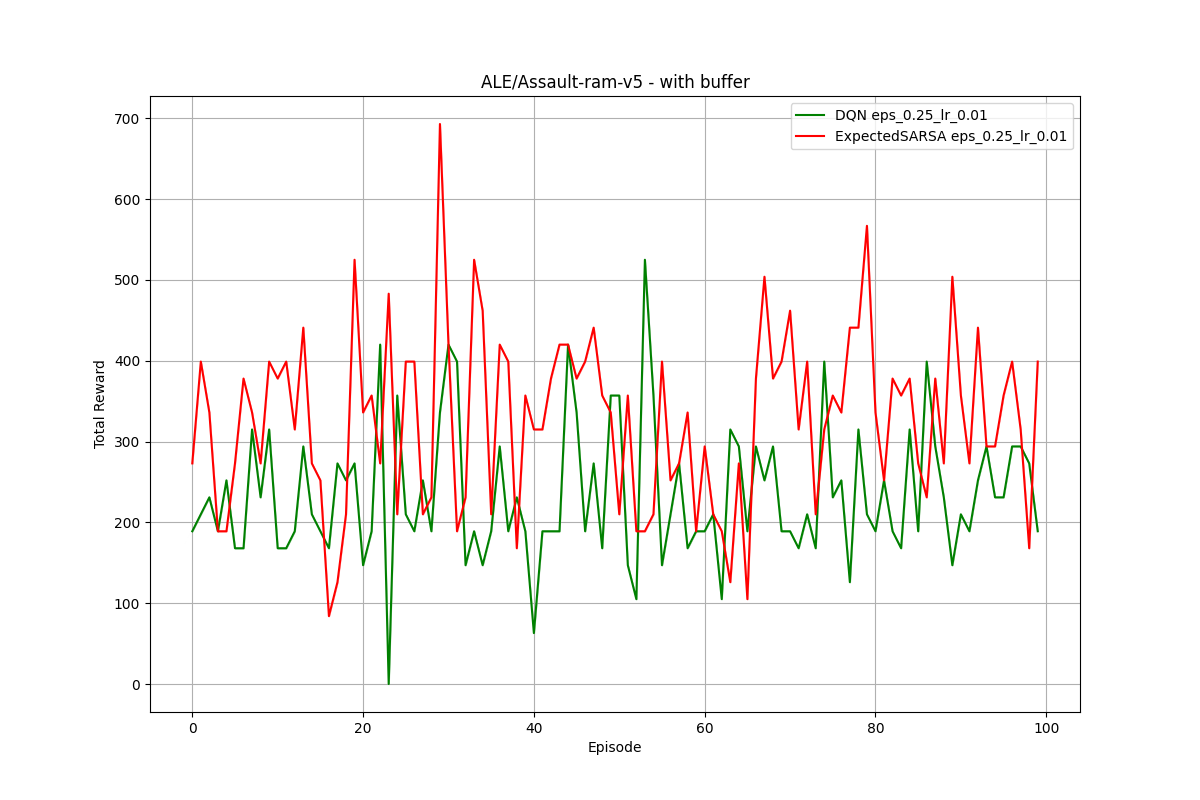 ALE/Assault-ram-v5 - with buffer
DQN eps_0.25_lr_0.01
ExpectedSARSA eps_0.25_lr_0.01
Total Reward
700
600
500
400
300
200
100
0
0 20 40 60 80 100
Episode